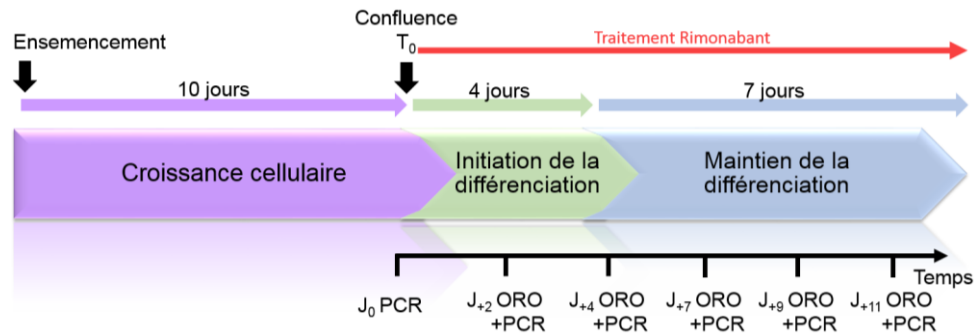 Confluence
Ensemencement
T₀
Traitement Rimonabant
10 jours
4 jours
7 jours
Croissance cellulaire
Initiation de la
différenciation
Maintien de la
différenciation
Temps
J₀ PCR
J₊₂ ORO
+PCR
J₊₄ ORO
+PCR
J₊₇ ORO
+PCR
J₊₉ ORO
+PCR
J₊₁₁ ORO
+PCR